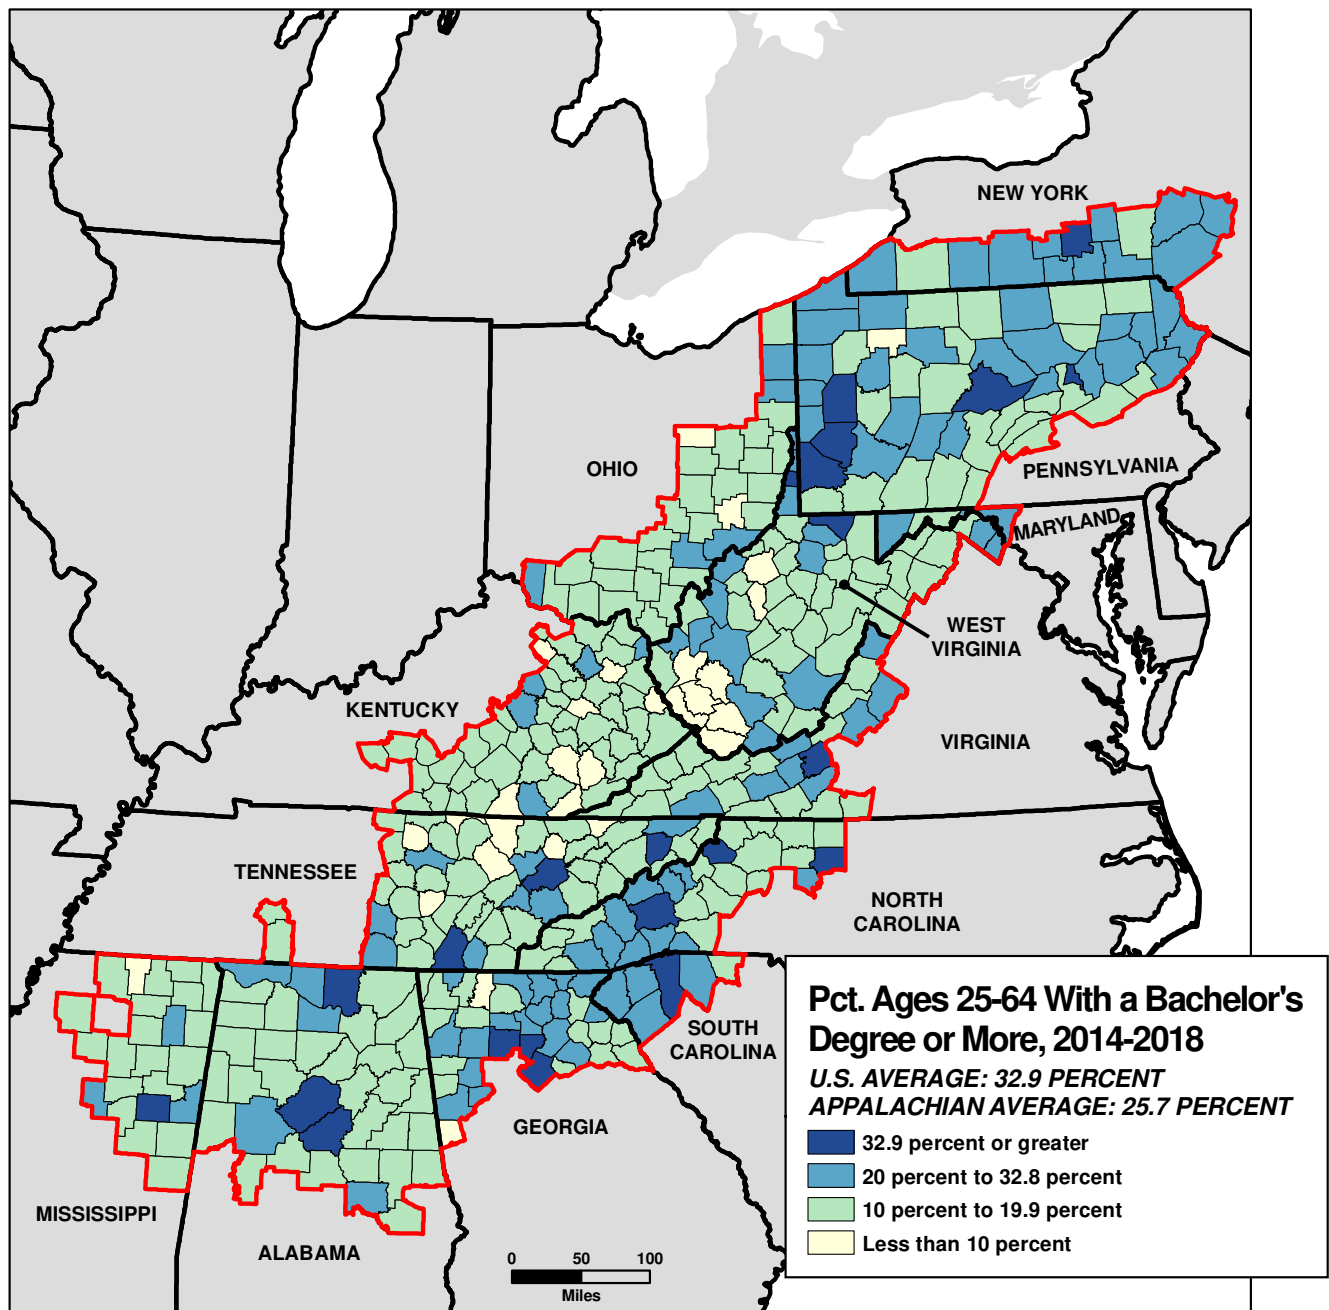 NEW YORK
OHIO
PENNSYLVANIA
MARYLAND
WEST
VIRGINIA
KENTUCKY
VIRGINIA
TENNESSEE
NORTH
CAROLINA
SOUTH
CAROLINA
GEORGIA
MISSISSIPPI
ALABAMA
0 50 100
Miles
Pct. Ages 25-64 With a Bachelor's
Degree or More, 2014-2018
U.S. AVERAGE: 32.9 PERCENT
APPALACHIAN AVERAGE: 25.7 PERCENT
32.9 percent or greater
20 percent to 32.8 percent
10 percent to 19.9 percent
Less than 10 percent